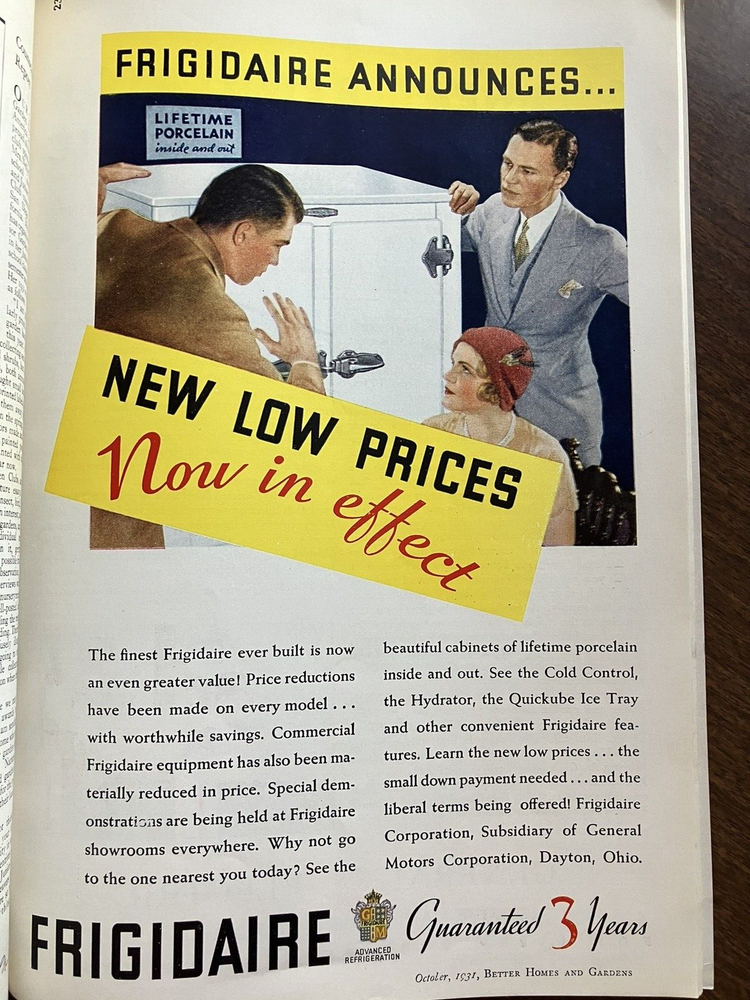 23
FRIGIDAIRE ANNOUNCES...
LIFETIME
PORCELAIN
inside and out
NEW LOW PRICES
Now in effect
The finest Frigidaire ever built is now
an even greater value! Price reductions
have been made on every model ...
with worthwhile savings. Commercial
Frigidaire equipment has also been ma-
terially reduced in price. Special dem-
onstrations are being held at Frigidaire
showrooms everywhere. Why not go
to the one nearest you today? See the
beautiful cabinets of lifetime porcelain
inside and out. See the Cold Control,
the Hydrator, the Quickube Ice Tray
and other convenient Frigidaire fea-
tures. Learn the new low prices ... the
small down payment needed ... and the
liberal terms being offered! Frigidaire
Corporation, Subsidiary of General
Motors Corporation, Dayton, Ohio.
FRIGIDAIRE
GM
ADVANCED
REFRIGERATION
Guaranteed 3 Years
October, 1931, BETTER HOMES AND GARDENS